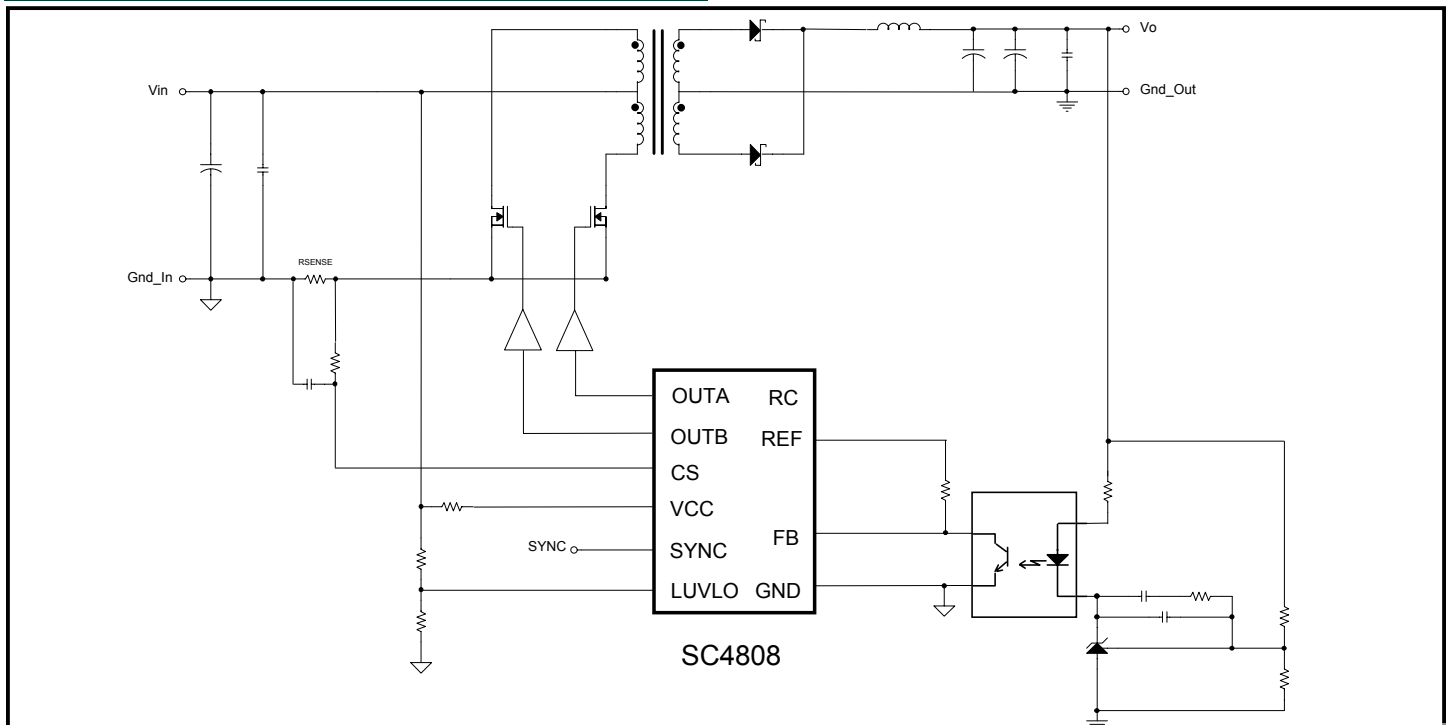 Vo
Vin
Gnd_Out
RSENSE
Gnd_In
OUTA
RC
OUTB
REF
CS
VCC
FB
SYNC
SYNC
LUVLO
GND
SC4808